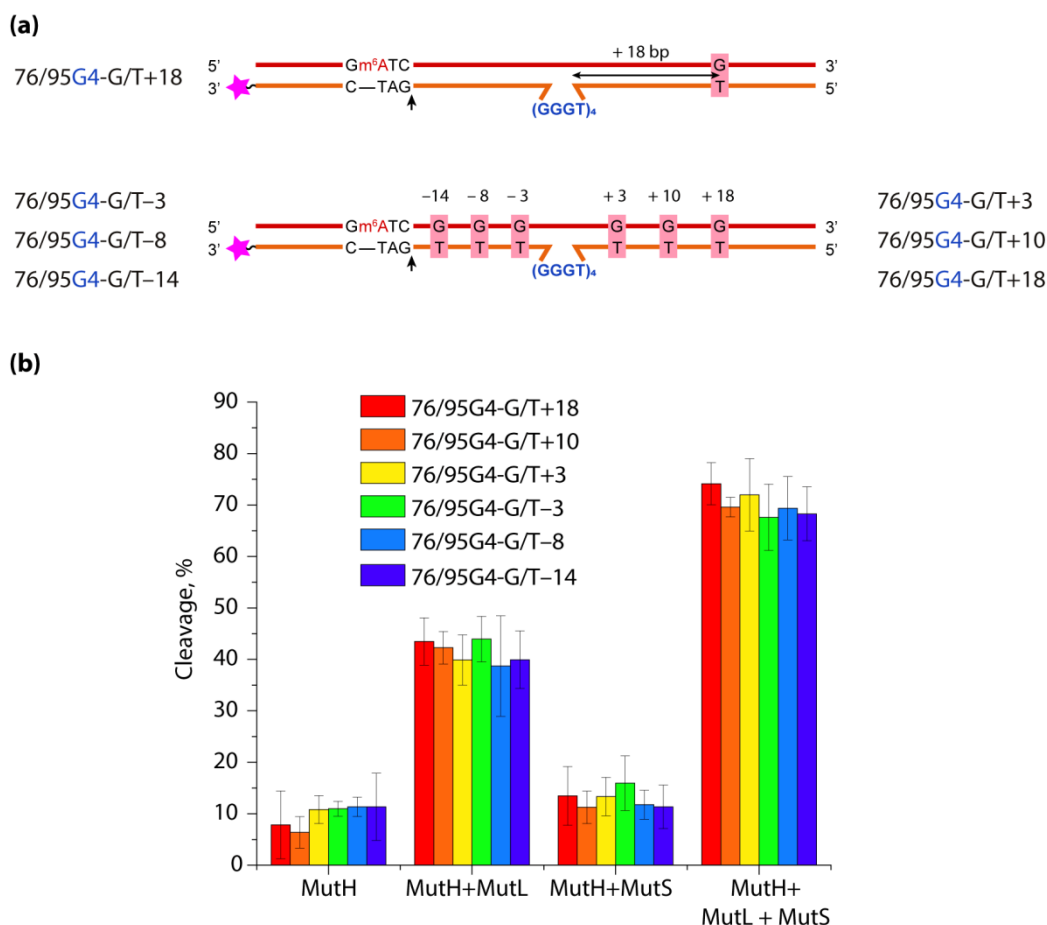 (a)
76/95G4-G/T+18
+ 18 bp
5’ Gm⁶ATC G 3’
3’ C—TAG T 5’
(GGGT)₄
76/95G4-G/T–3
76/95G4-G/T–8
76/95G4-G/T–14
–14 – 8 – 3 + 3 + 10 + 18
5’ Gm⁶ATC G G G G G G 3’
3’ C—TAG T T T T T T 5’
(GGGT)₄
76/95G4-G/T+3
76/95G4-G/T+10
76/95G4-G/T+18
(b)
Cleavage, %
90
80
70
60
50
40
30
20
10
0
76/95G4-G/T+18
76/95G4-G/T+10
76/95G4-G/T+3
76/95G4-G/T–3
76/95G4-G/T–8
76/95G4-G/T–14
MutH
MutH+MutL
MutH+MutS
MutH+
MutL + MutS